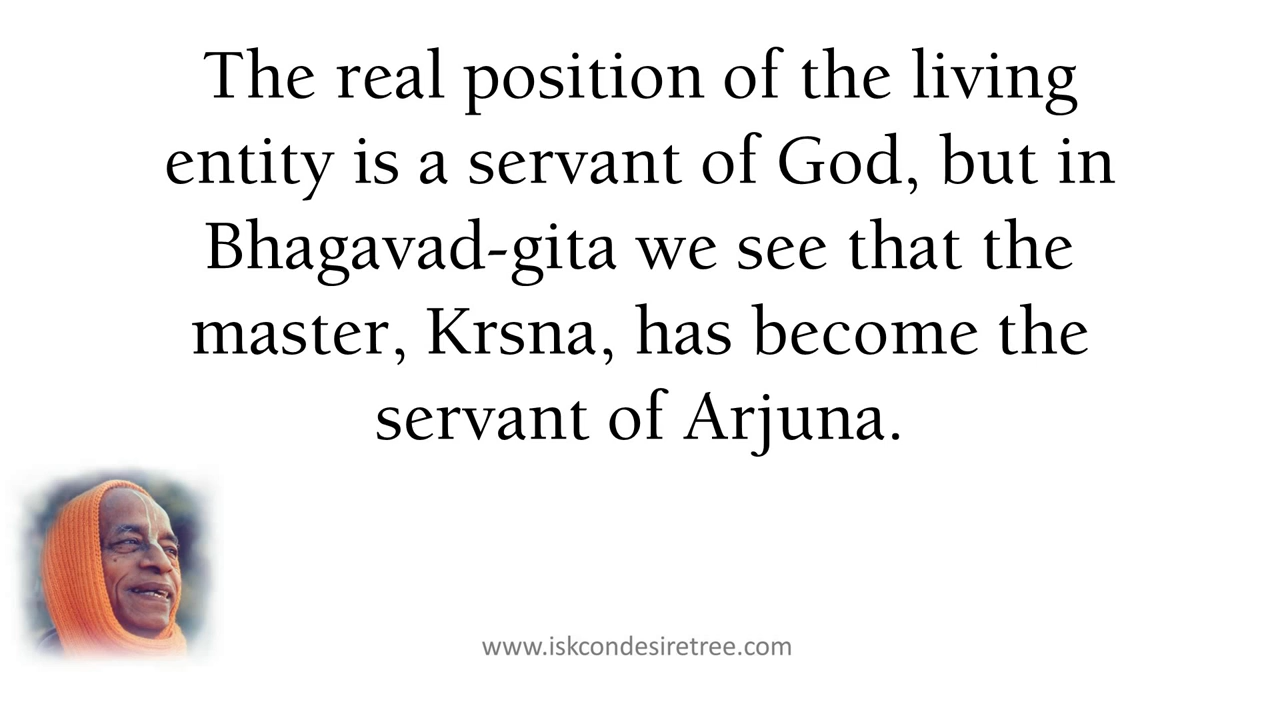 The real position of the living
entity is a servant of God, but in
Bhagavad-gita we see that the
master, Krsna, has become the
servant of Arjuna.
www.iskcondesiretree.com